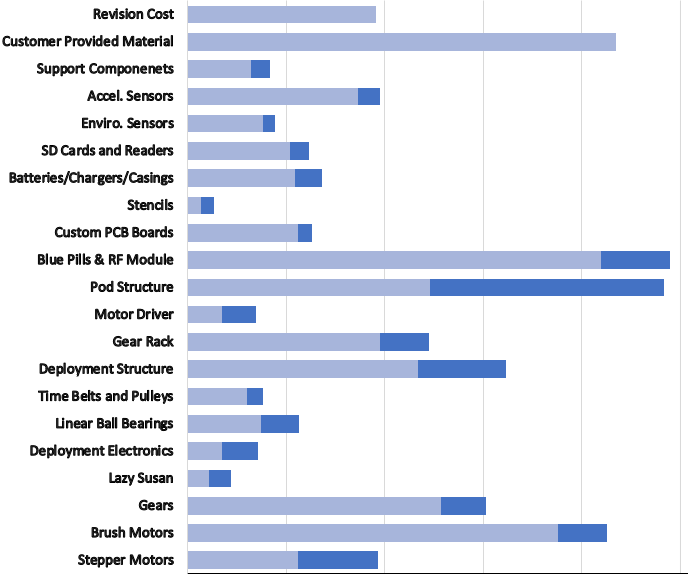 Revision Cost
Customer Provided Material
Support Componenets
Accel. Sensors
Enviro. Sensors
SD Cards and Readers
Batteries/Chargers/Casings
Stencils
Custom PCB Boards
Blue Pills & RF Module
Pod Structure
Motor Driver
Gear Rack
Deployment Structure
Time Belts and Pulleys
Linear Ball Bearings
Deployment Electronics
Lazy Susan
Gears
Brush Motors
Stepper Motors